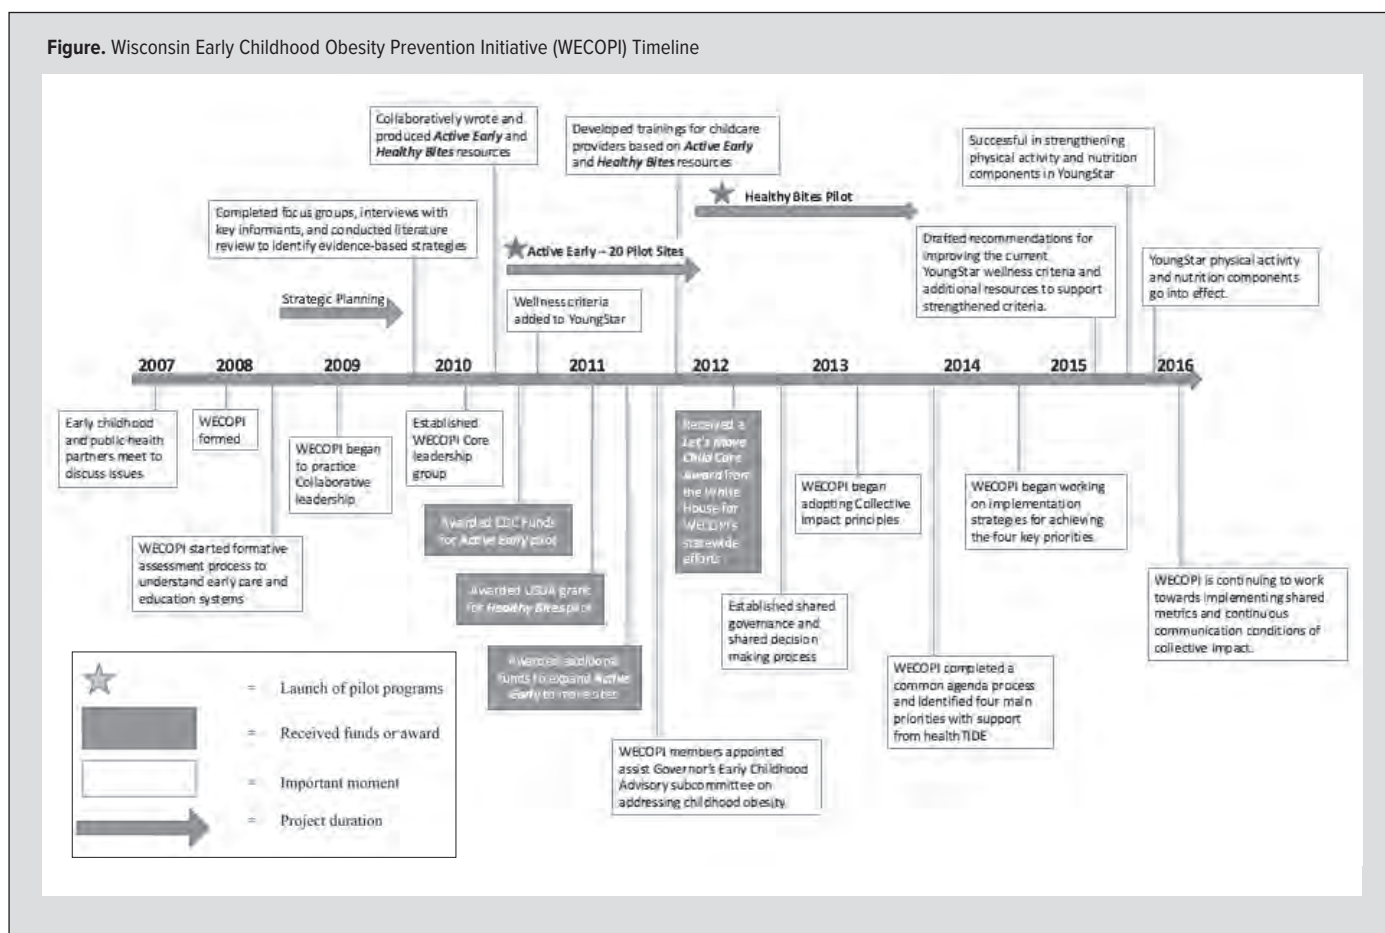 Figure. Wisconsin Early Childhood Obesity Prevention Initiative (WECOPI) Timeline
Collaboratively wrote and
produced Active Early and
Healthy Bites resources
Developed trainings for childcare
providers based on Active Early
and Healthy Bites resources
Successful in strengthening
physical activity and nutrition
components in YoungStar
Healthy Bites Pilot
Completed focus groups, interviews with
key informants, and conducted literature
review to identify evidence-based strategies
Active Early – 20 Pilot Sites
Drafted recommendations for
improving the current
YoungStar wellness criteria and
additional resources to support
strengthened criteria.
YoungStar physical activity
and nutrition components
go into effect.
Strategic Planning
Wellness criteria
added to YoungStar
2007 2008 2009 2010 2011 2012 2013 2014 2015 2016
Early childhood
and public health
partners meet to
discuss issues
WECOPI
formed
WECOPI began
to practice
Collaborative
leadership
Established
WECOPI Core
leadership
group
Received a
Let's Move
Child Care
Award from
the White
House for
WECOPI's
statewide
efforts
WECOPI began
adopting Collective
Impact principles
WECOPI began working
on implementation
strategies for achieving
the four key priorities
Awarded CDC Funds
for Active Early pilot
WECOPI started formative
assessment process to
understand early care and
education systems
Awarded USDA grant
for Healthy Bites pilot
WECOPI is continuing to work
towards implementing shared
metrics and continuous
communication conditions of
collective impact.
Established shared
governance and
shared decision
making process
Awarded additional
funds to expand Active
Early to more sites
WECOPI completed a
common agenda process
and identified four main
priorities with support
from healthTIDE
WECOPI members appointed
assist Governor's Early Childhood
Advisory subcommittee on
addressing childhood obesity
= Launch of pilot programs
= Received funds or award
= Important moment
= Project duration